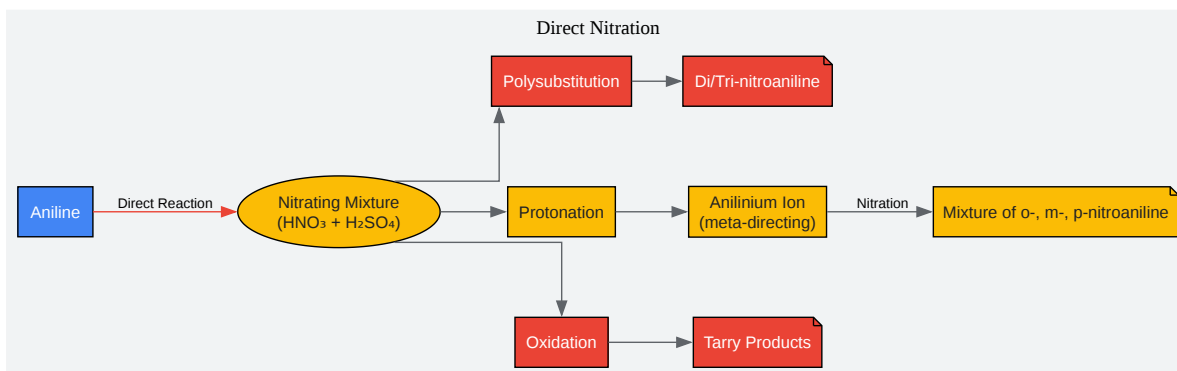 Direct Nitration
Polysubstitution
Di/Tri-nitroaniline
Aniline
Direct Reaction
Nitrating Mixture
(HNO₃ + H₂SO₄)
Protonation
Anilinium Ion
(meta-directing)
Nitration
Mixture of o-, m-, p-nitroaniline
Oxidation
Tarry Products